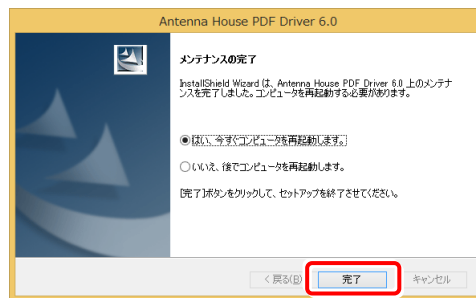 Antenna House PDF Driver 6.0
メンテナンスの完了
InstallShield Wizard は、Antenna House PDF Driver 6.0 上のメンテナ
ンスを完了しました。コンピュータを再起動する必要があります。
はい、今すぐコンピュータを再起動します。
いいえ、後でコンピュータを再起動します。
[完了]ボタンをクリックして、セットアップを終了させてください。
< 戻る(B) 完了 キャンセル